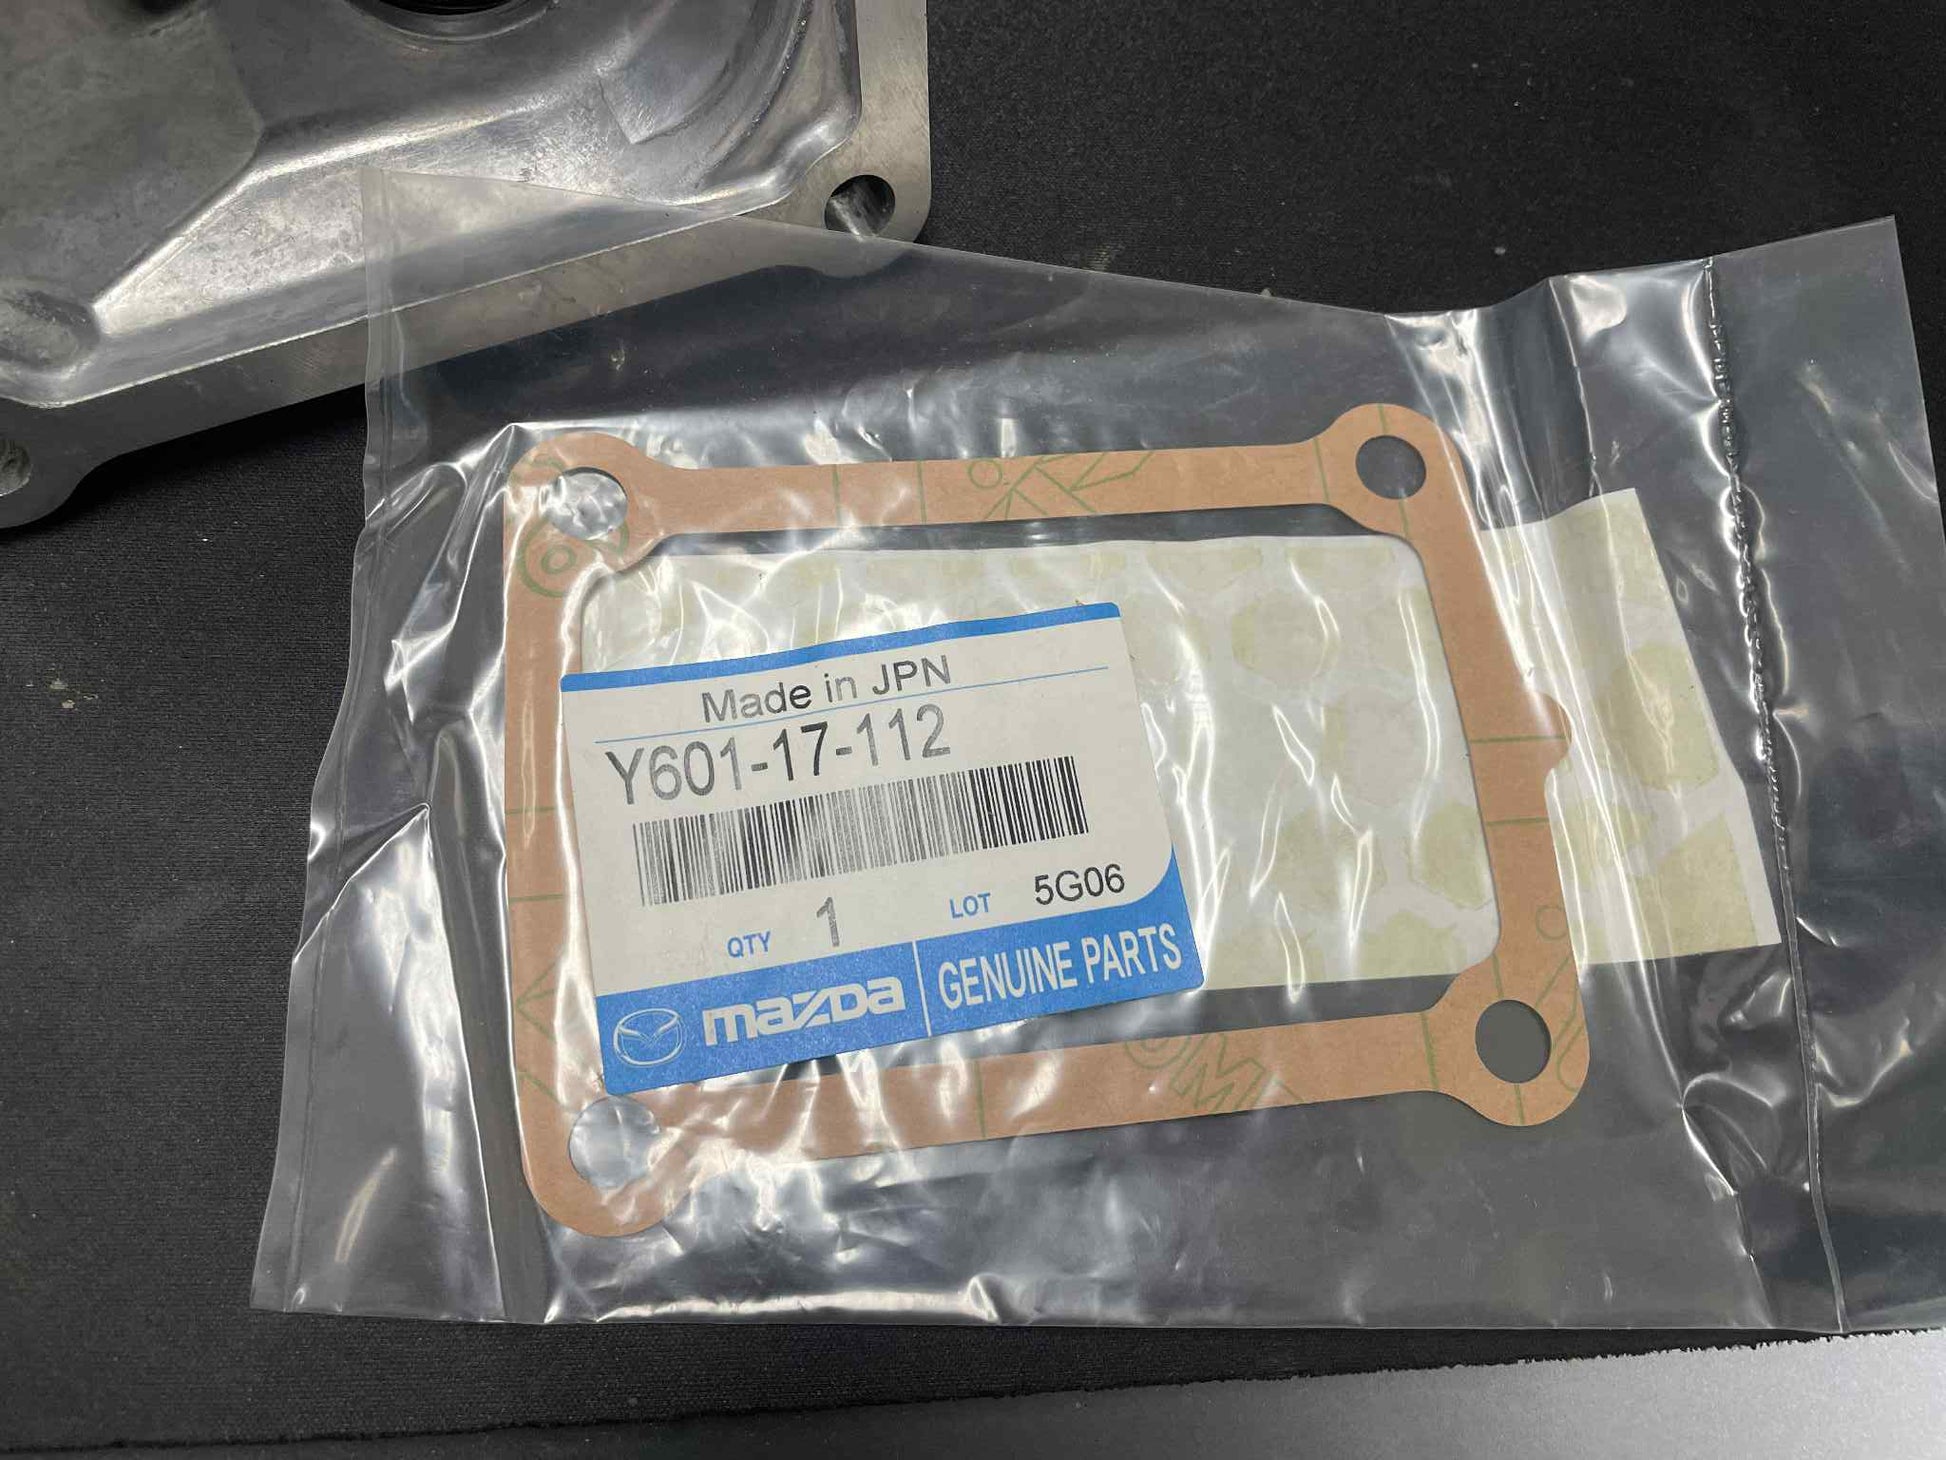 Made in JPN
Y601-17-112
QTY 1 LOT 5G06
mazda GENUINE PARTS